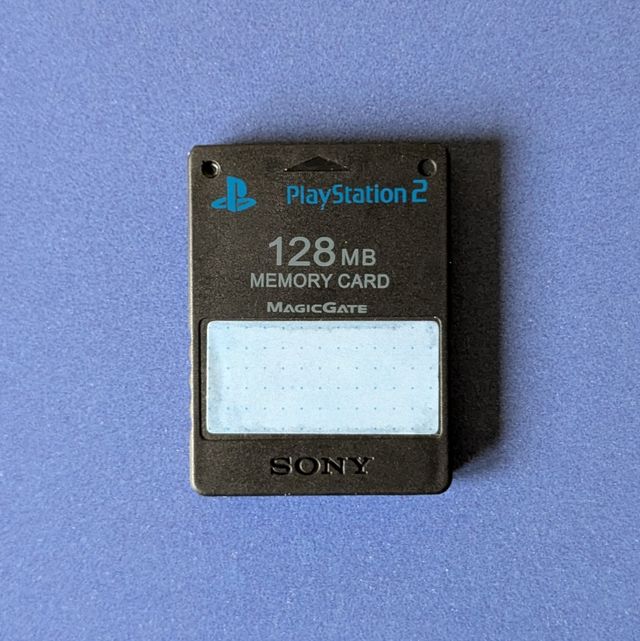 PlayStation 2
128 MB
MEMORY CARD
MAGICGATE
SONY